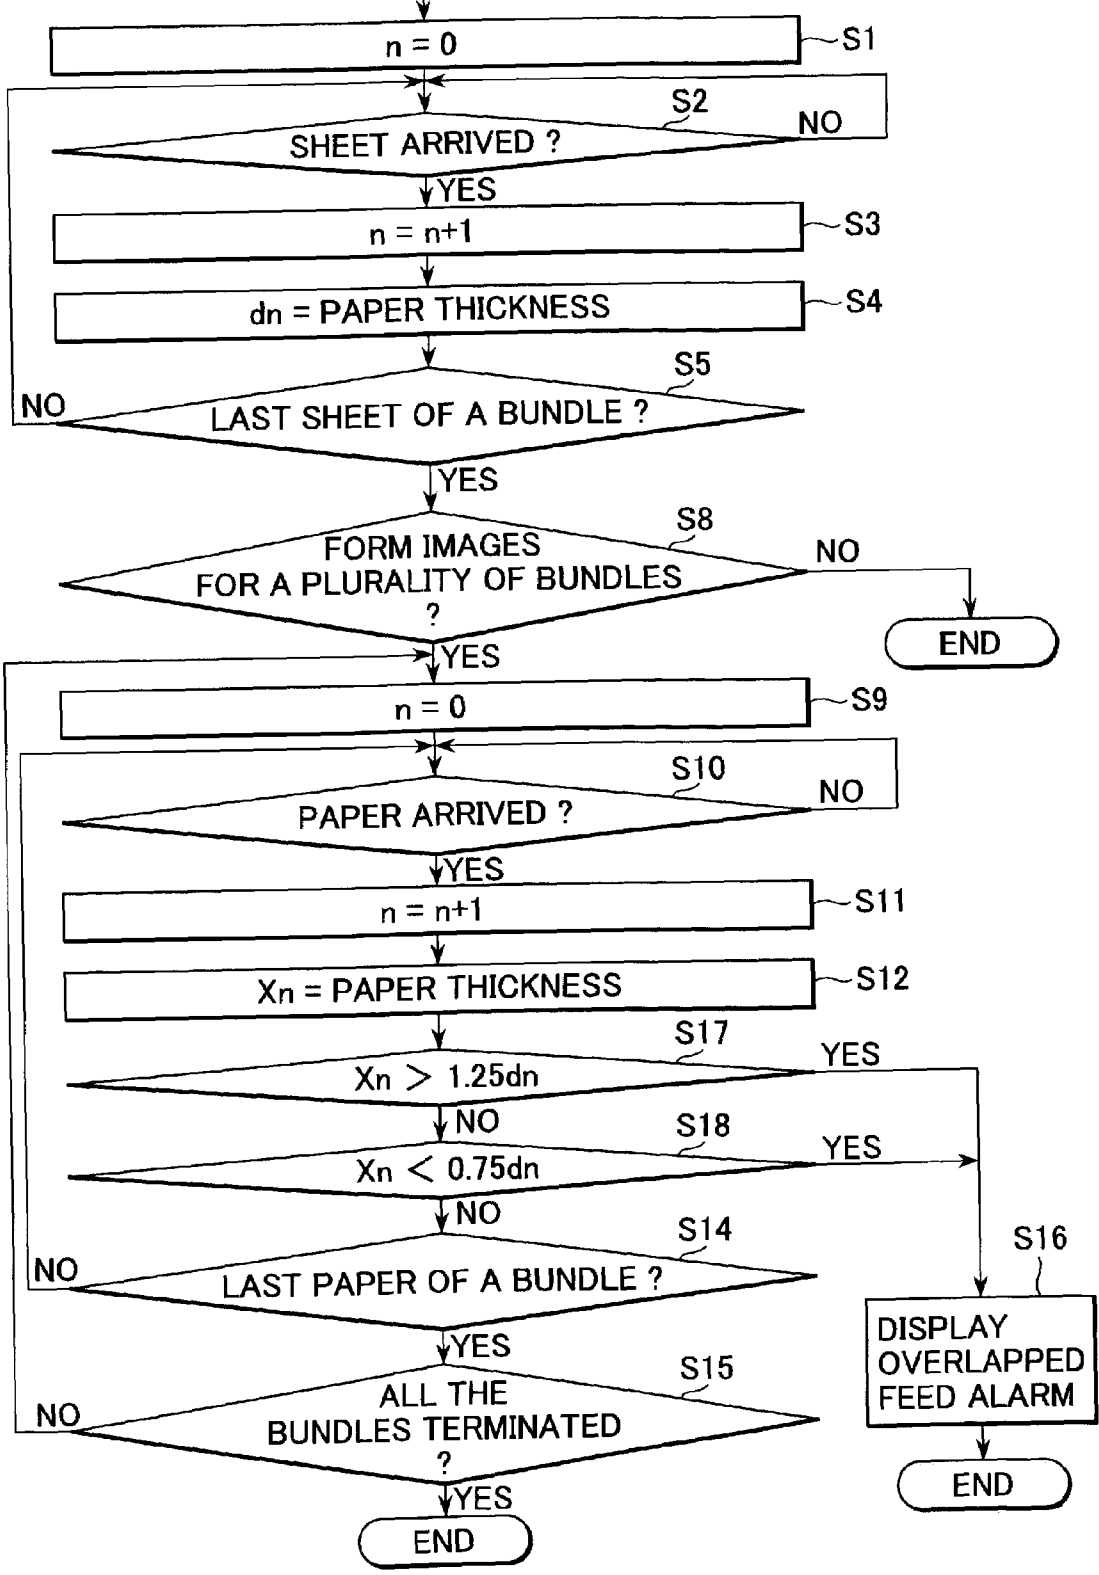 n = 0
S1
S2
NO
SHEET ARRIVED ?
YES
n = n+1
S3
dn = PAPER THICKNESS
S4
S5
NO
LAST SHEET OF A BUNDLE ?
YES
S8
NO
FORM IMAGES
FOR A PLURALITY OF BUNDLES
?
END
YES
n = 0
S9
S10
NO
PAPER ARRIVED ?
YES
n = n+1
S11
Xn = PAPER THICKNESS
S12
S17
YES
Xn > 1.25dn
NO
S18
YES
Xn < 0.75dn
NO
S14
S16
NO
LAST PAPER OF A BUNDLE ?
DISPLAY
OVERLAPPED
FEED ALARM
YES
S15
ALL THE
NO
BUNDLES TERMINATED
?
END
YES
END